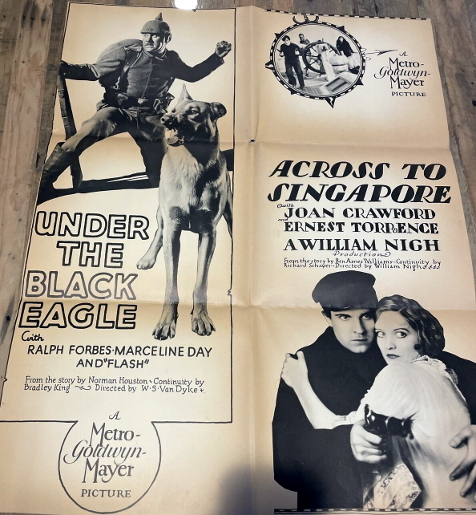 UNDER
THE
BLACK
EAGLE
with
RALPH FORBES-MARCELINE DAY
AND "FLASH"
From the story by Norman Houston - Continuity by
Bradley King - Directed by W. S. Van Dyke
A
Metro-
Goldwyn-
Mayer
PICTURE
A
Metro-
Goldwyn-
Mayer
PICTURE
ACROSS TO
SINGAPORE
with
JOAN CRAWFORD
and
ERNEST TORRENCE
A WILLIAM NIGH
Production
From the story by Ben Ames Williams - Continuity by
Richard Schayer - Directed by William Nigh